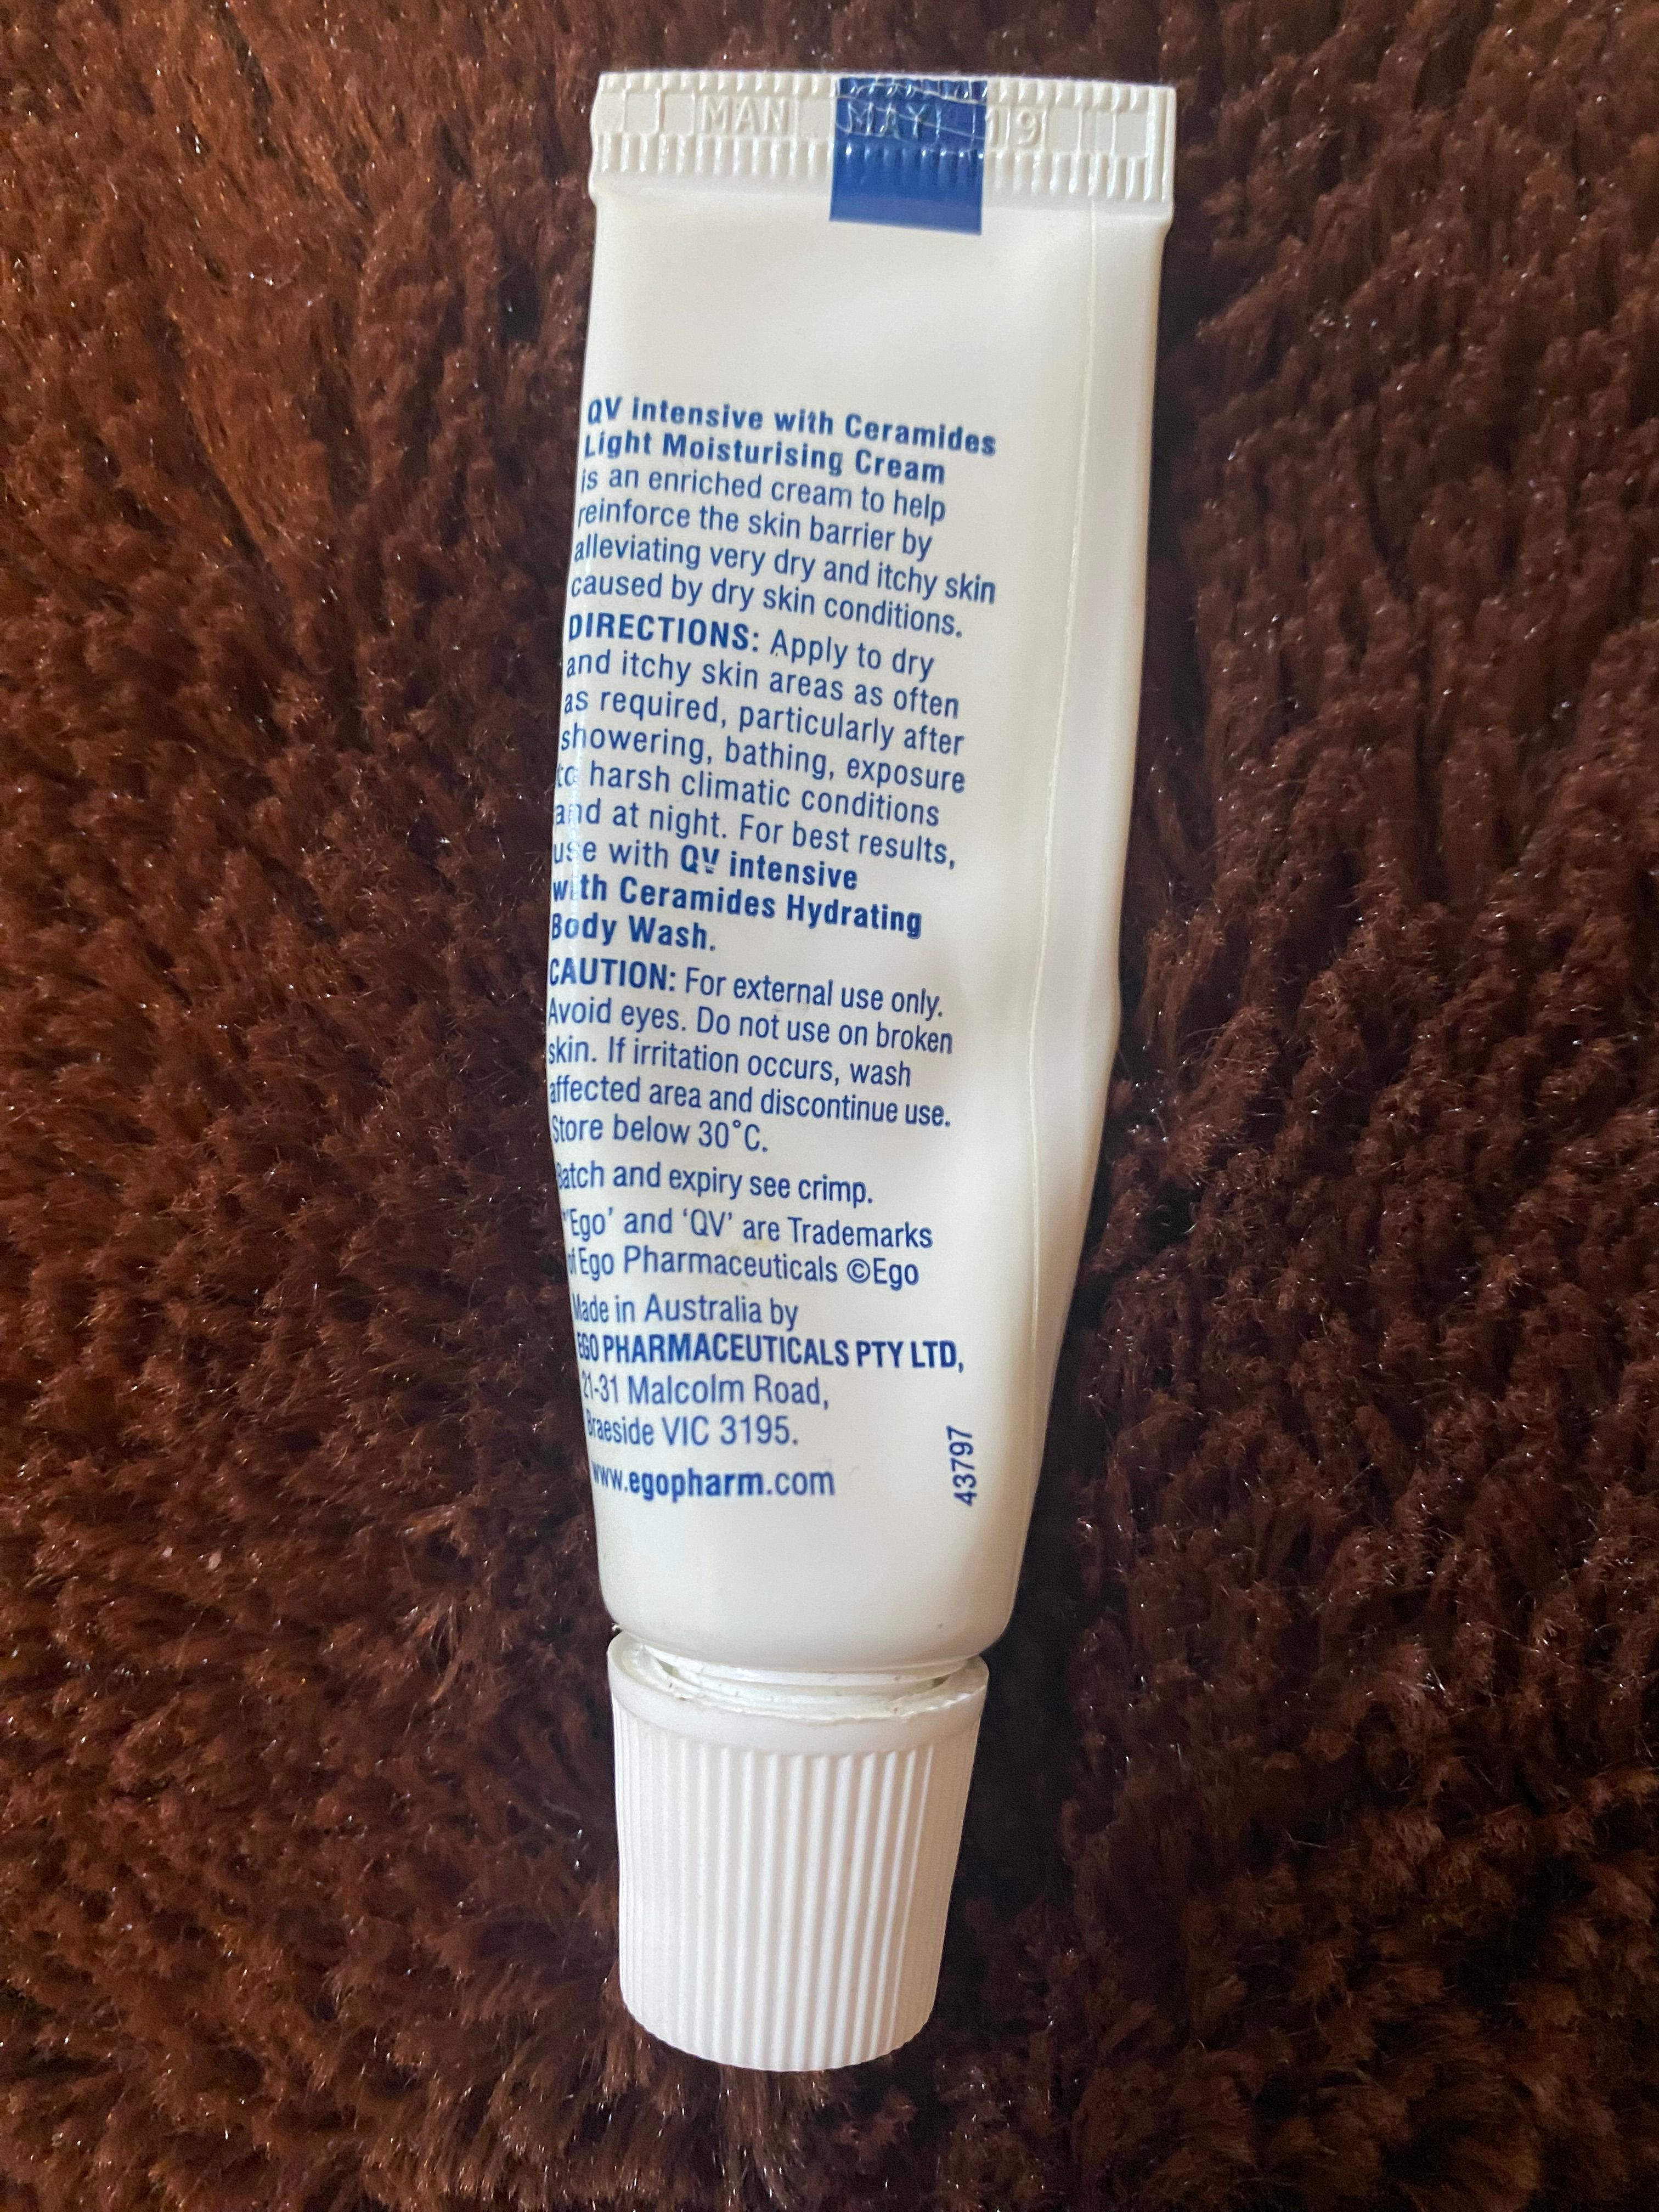 MAN MAY 19
QV intensive with Ceramides
Light Moisturising Cream
is an enriched cream to help
reinforce the skin barrier by
alleviating very dry and itchy skin
caused by dry skin conditions.
DIRECTIONS: Apply to dry
and itchy skin areas as often
as required, particularly after
showering, bathing, exposure
to harsh climatic conditions
and at night. For best results,
use with QV intensive
with Ceramides Hydrating
Body Wash.
CAUTION: For external use only.
Avoid eyes. Do not use on broken
skin. If irritation occurs, wash
affected area and discontinue use.
Store below 30°C.
Batch and expiry see crimp.
'Ego' and 'QV' are Trademarks
of Ego Pharmaceuticals ©Ego
Made in Australia by
EGO PHARMACEUTICALS PTY LTD,
21-31 Malcolm Road,
Braeside VIC 3195.
www.egopharm.com
43797